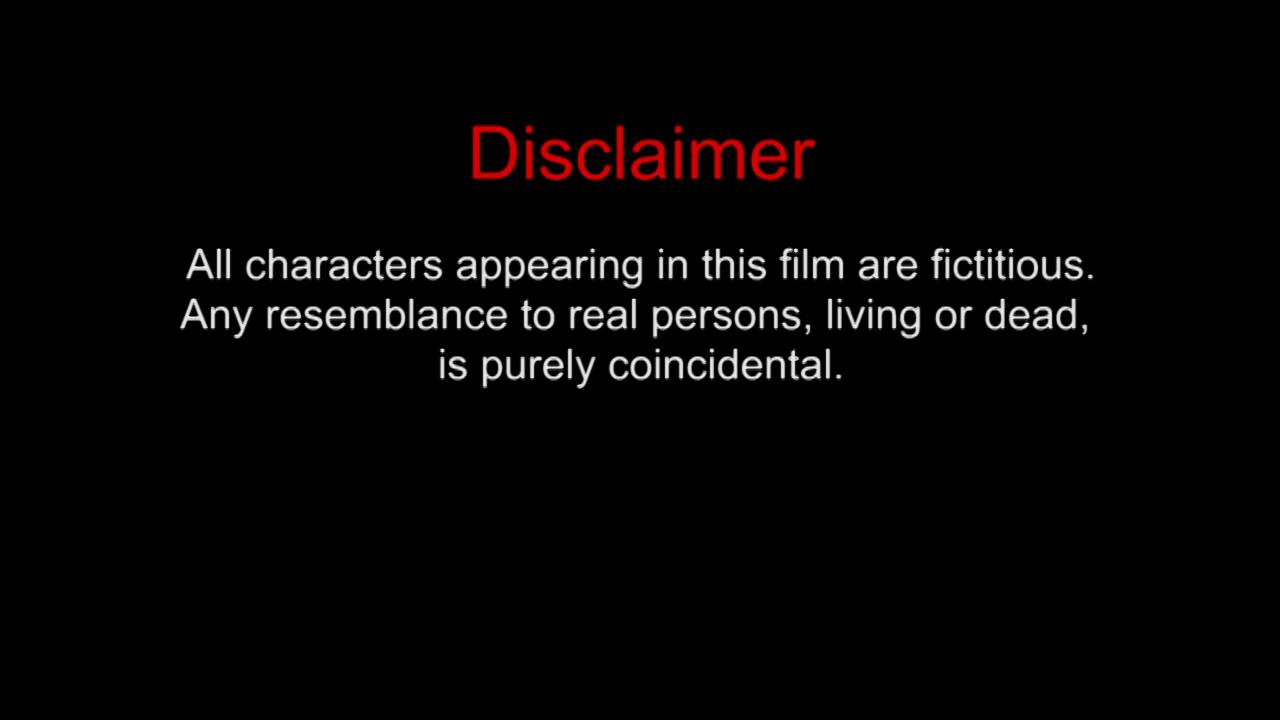 Disclaimer
All characters appearing in this film are fictitious.
Any resemblance to real persons, living or dead,
is purely coincidental.